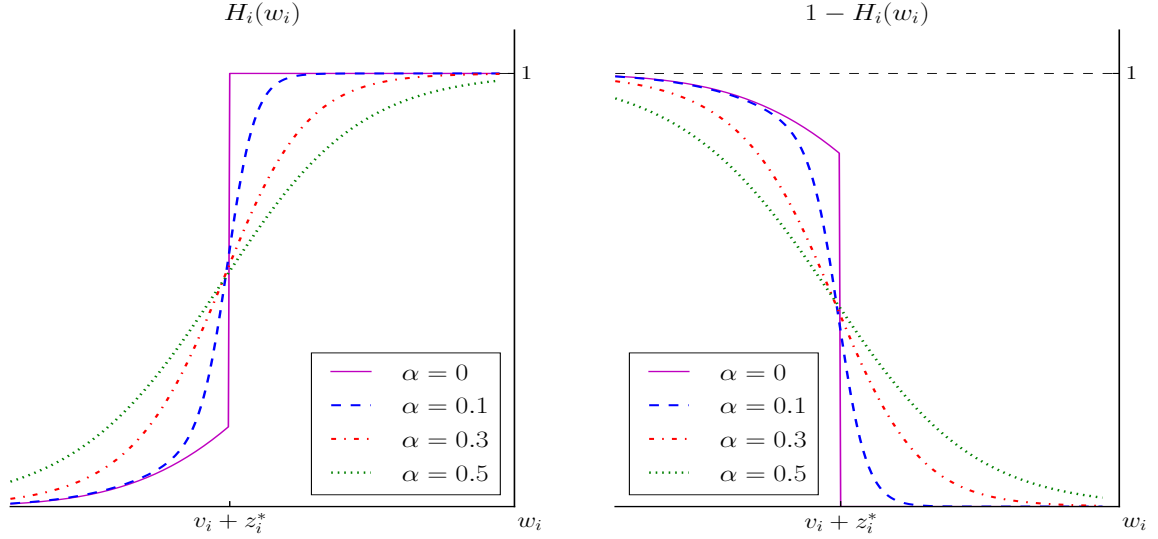 H_i(w_i)
1
α = 0
α = 0.1
α = 0.3
α = 0.5
v_i + z_i^*
w_i
1 − H_i(w_i)
1
α = 0
α = 0.1
α = 0.3
α = 0.5
v_i + z_i^*
w_i